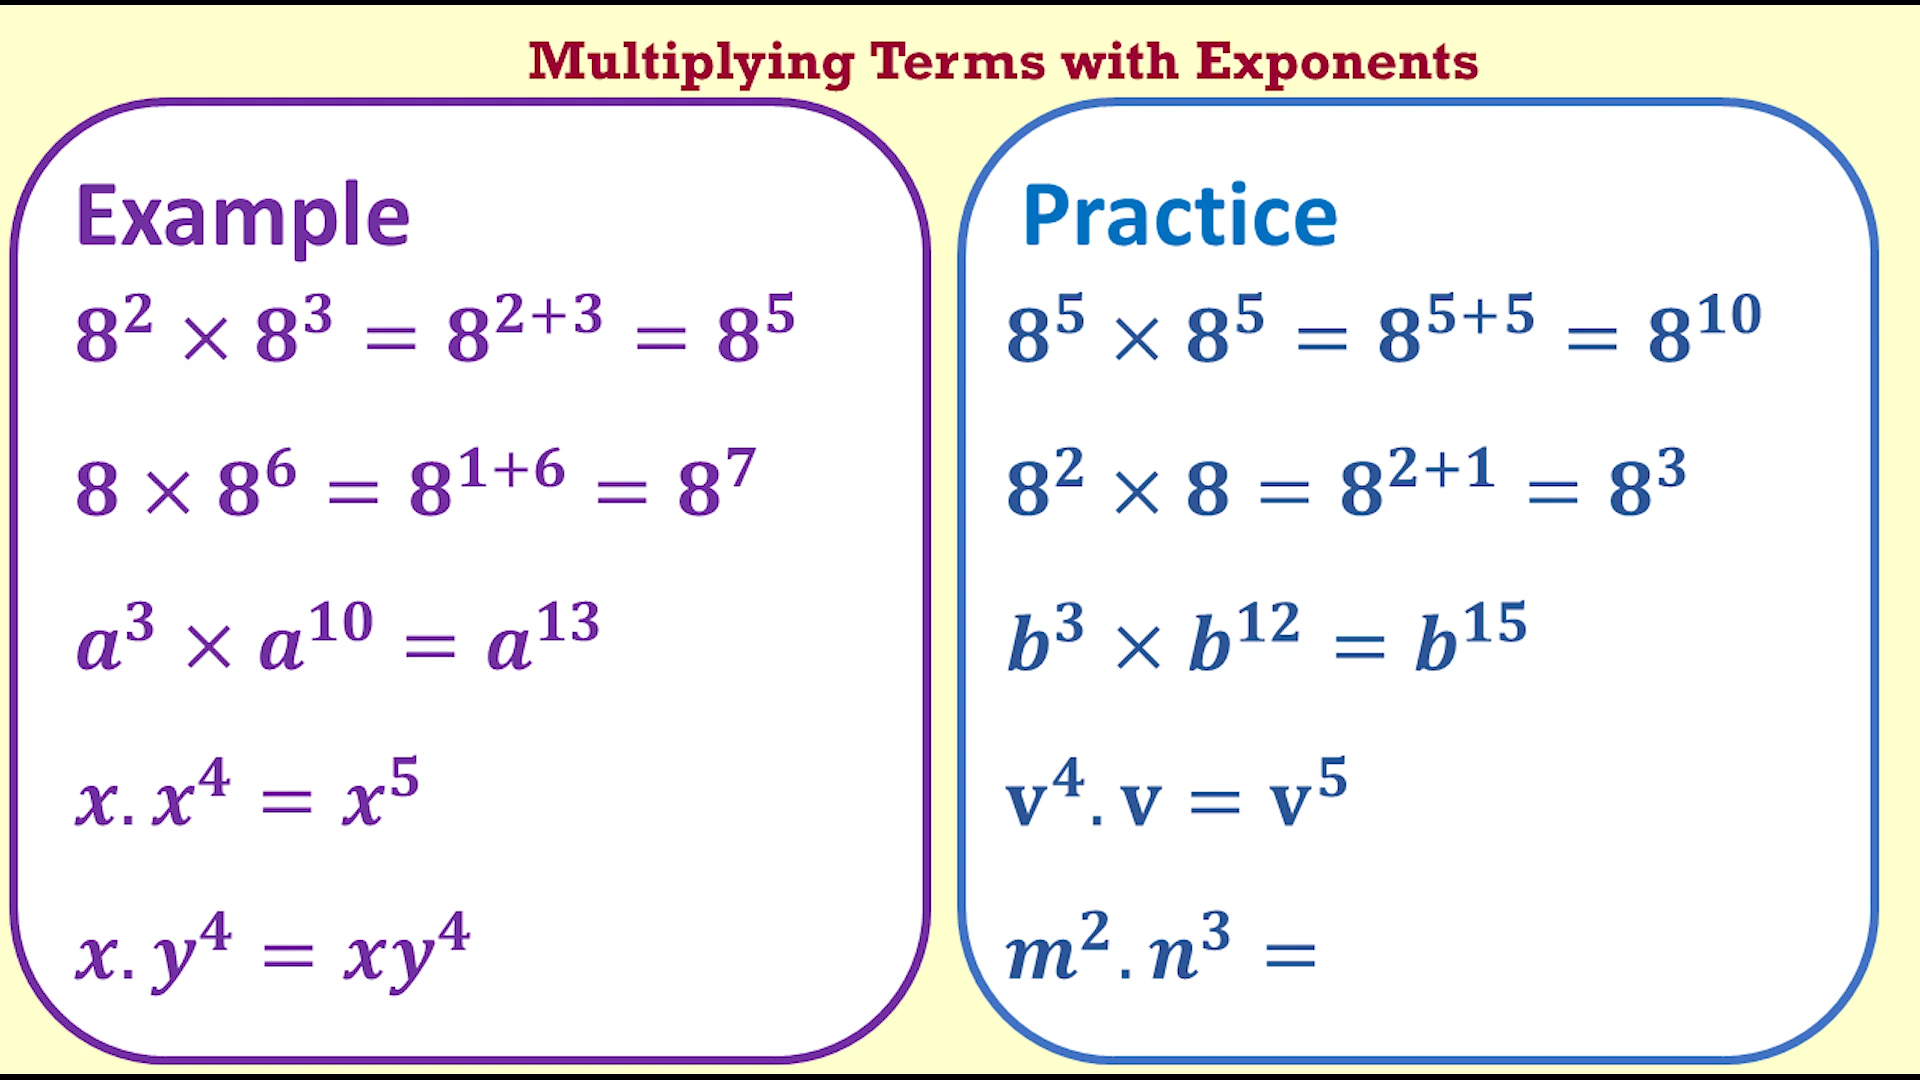 Multiplying Terms with Exponents
Example
8² × 8³ = 8²⁺³ = 8⁵
8 × 8⁶ = 8¹⁺⁶ = 8⁷
a³ × a¹⁰ = a¹³
x. x⁴ = x⁵
x. y⁴ = xy⁴
Practice
8⁵ × 8⁵ = 8⁵⁺⁵ = 8¹⁰
8² × 8 = 8²⁺¹ = 8³
b³ × b¹² = b¹⁵
v⁴. v = v⁵
m². n³ =